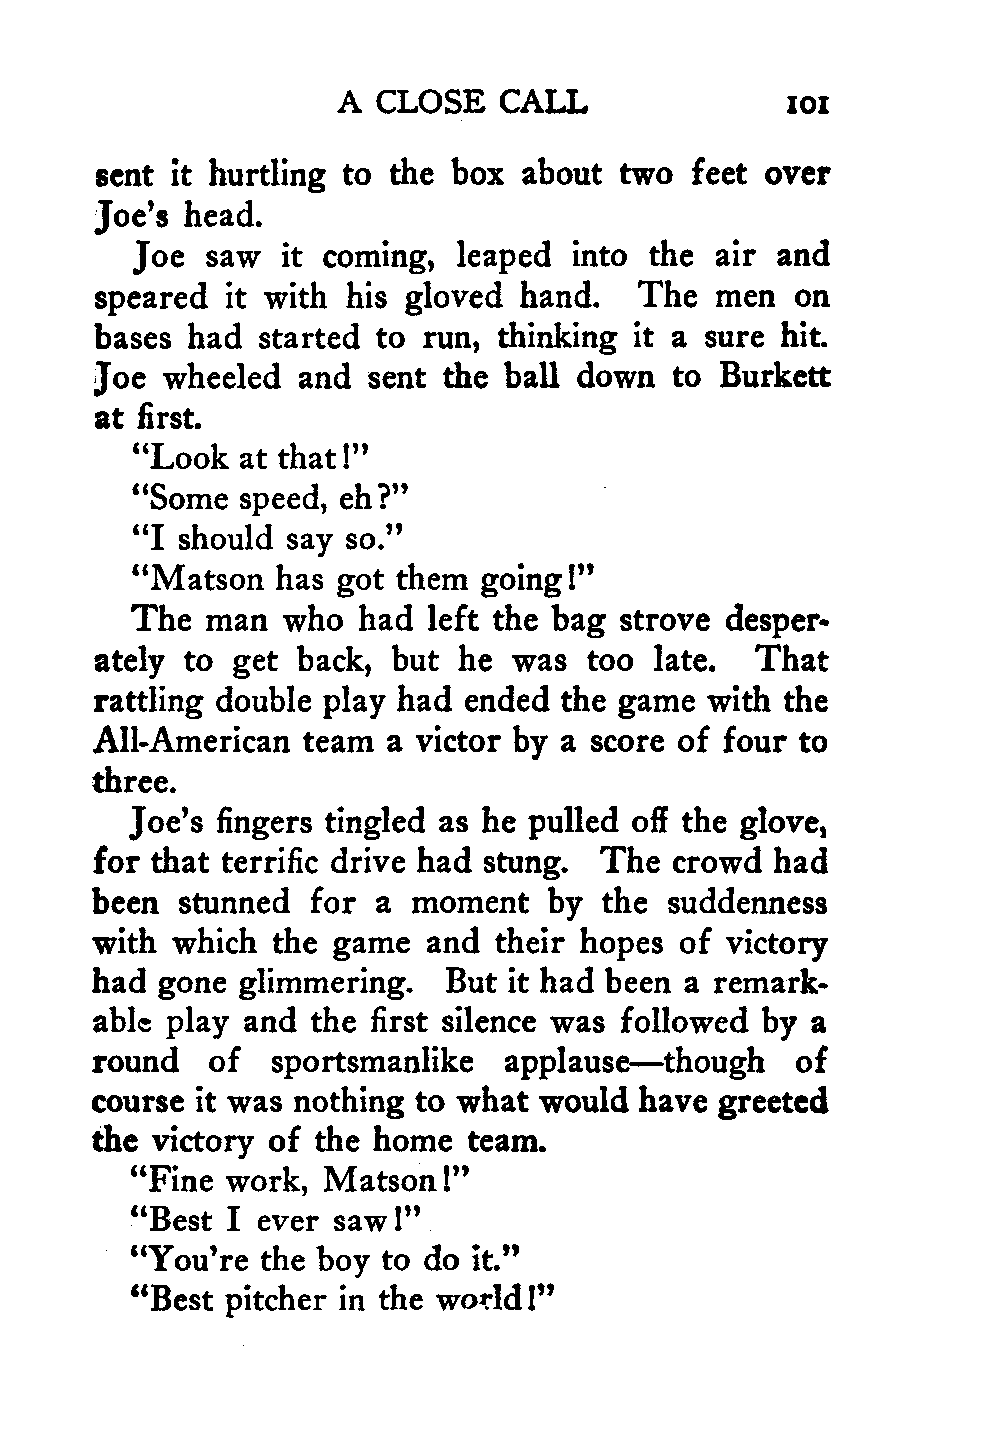 A CLOSE CALL 101
sent it hurtling to the box about two feet over
Joe's head.
Joe saw it coming, leaped into the air and
speared it with his gloved hand. The men on
bases had started to run, thinking it a sure hit.
Joe wheeled and sent the ball down to Burkett
at first.
"Look at that!"
"Some speed, eh?"
"I should say so."
"Matson has got them going!"
The man who had left the bag strove desper-
ately to get back, but he was too late. That
rattling double play had ended the game with the
All-American team a victor by a score of four to
three.
Joe's fingers tingled as he pulled off the glove,
for that terrific drive had stung. The crowd had
been stunned for a moment by the suddenness
with which the game and their hopes of victory
had gone glimmering. But it had been a remark-
able play and the first silence was followed by a
round of sportsmanlike applause—though of
course it was nothing to what would have greeted
the victory of the home team.
"Fine work, Matson!"
"Best I ever saw!"
"You're the boy to do it."
"Best pitcher in the world!"